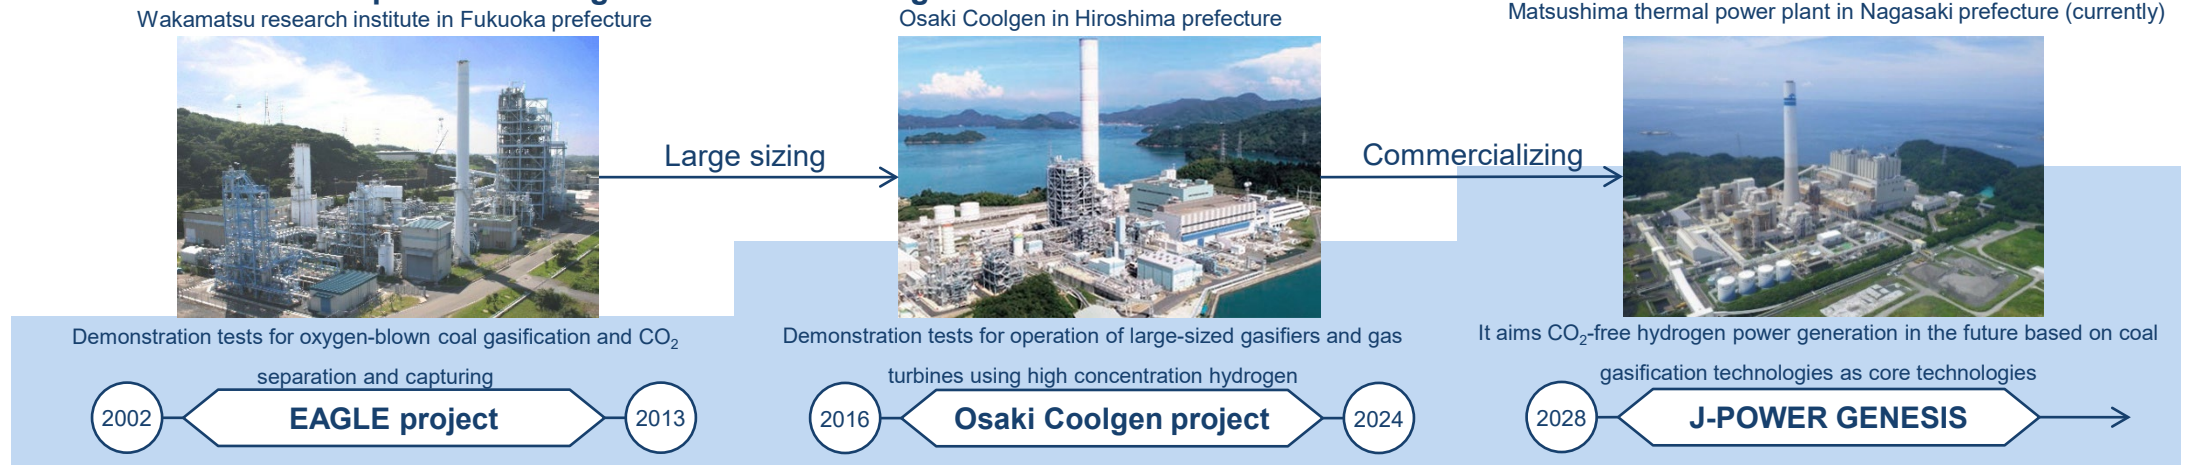 Wakamatsu research institute in Fukuoka prefecture
Osaki Coolgen in Hiroshima prefecture
Matsushima thermal power plant in Nagasaki prefecture (currently)
Large sizing
Commercializing
Demonstration tests for oxygen-blown coal gasification and CO₂
separation and capturing
Demonstration tests for operation of large-sized gasifiers and gas
turbines using high concentration hydrogen
It aims CO₂-free hydrogen power generation in the future based on coal
gasification technologies as core technologies
2002
EAGLE project
2013
2016
Osaki Coolgen project
2024
2028
J-POWER GENESIS